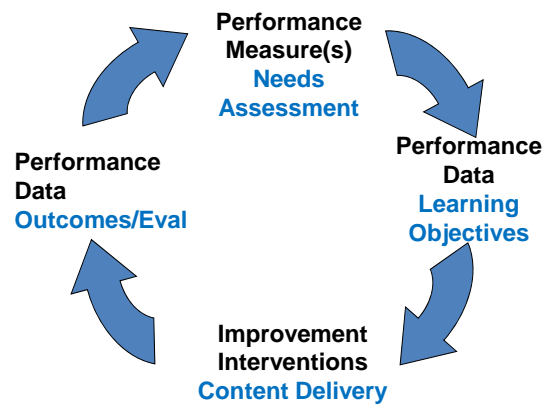 Performance
Measure(s)
Needs
Assessment
Performance
Data
Learning
Objectives
Improvement
Interventions
Content Delivery
Performance
Data
Outcomes/Eval